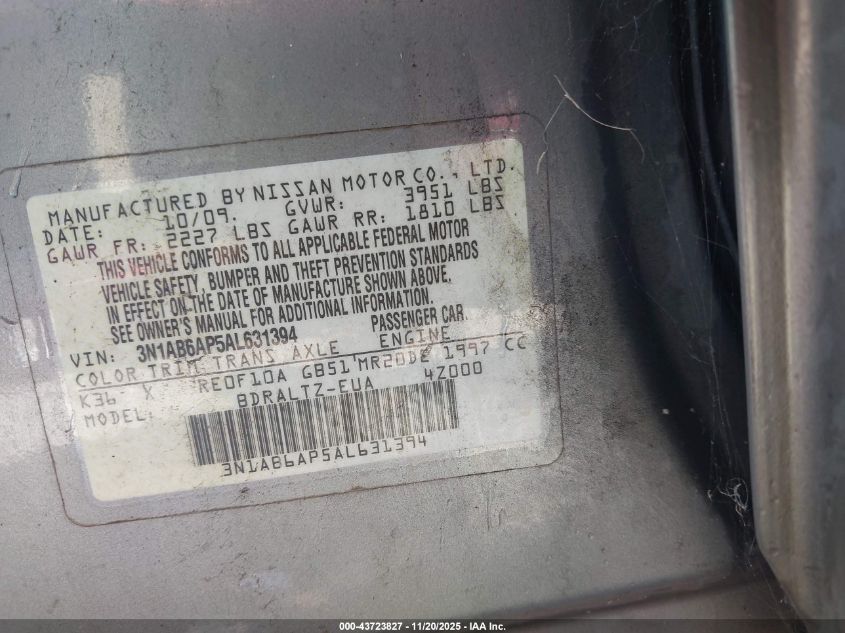 MANUFACTURED BY NISSAN MOTOR CO., LTD.
DATE: 10/09. GVWR: 3951 LBS
GAWR FR: 2227 LBS GAWR RR: 1810 LBS
THIS VEHICLE CONFORMS TO ALL APPLICABLE FEDERAL MOTOR
VEHICLE SAFETY, BUMPER AND THEFT PREVENTION STANDARDS
IN EFFECT ON THE DATE OF MANUFACTURE SHOWN ABOVE.
SEE OWNER'S MANUAL FOR ADDITIONAL INFORMATION.
VIN: 3N1AB6AP5AL631394 PASSENGER CAR.
COLOR TRIM TRANS AXLE ENGINE
K36 X RE0F10A GB51 MR20DE 1997 CC
MODEL: BDRALTZ-EUA 4Z000
3N1AB6AP5AL631394
000-43723827 - 11/20/2025 - IAA Inc.